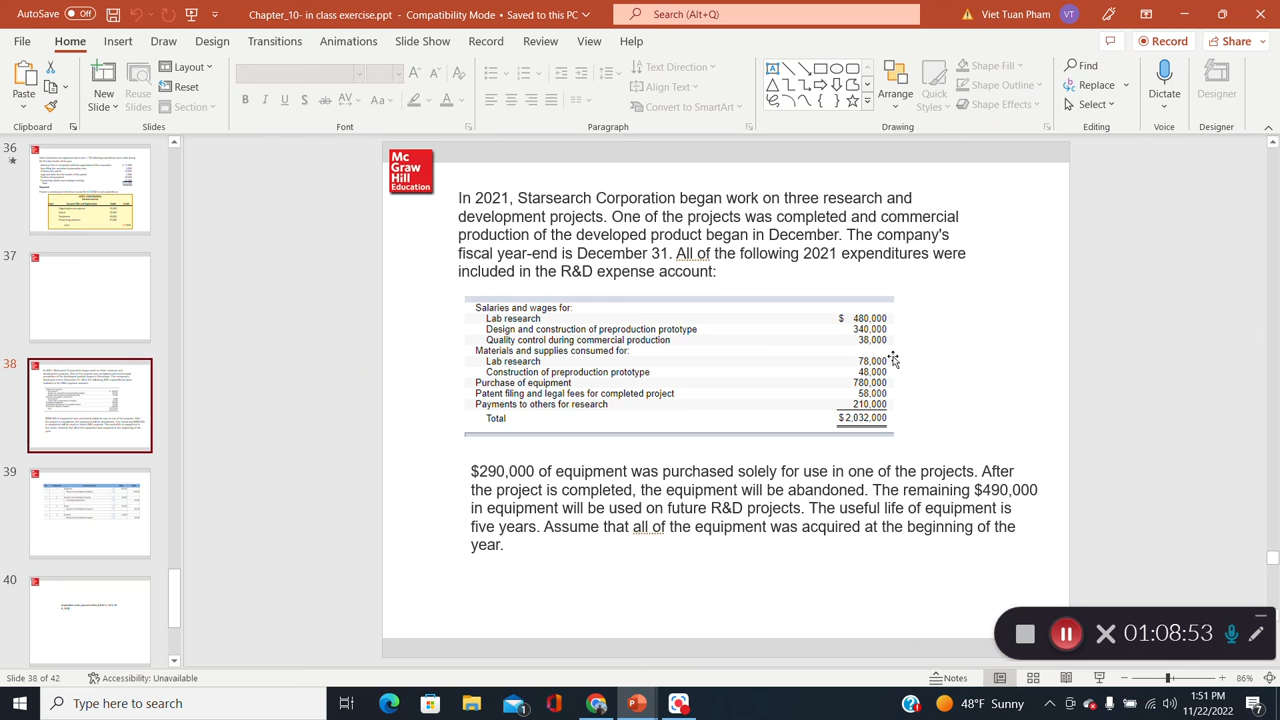 AutoSave Off Chapter_10- in class exercise.pptx Search (Alt+Q) Viet Tuan Pham VT
File Home Insert Draw Design Transitions Animations Slide Show Record Review View Help Record Share
Paste New Slide Reuse Slides Layout Reset Section
B I U S ab AV Aa A
Text Direction Align Text Convert to SmartArt
Arrange Quick Styles Shape Fill Shape Outline Shape Effects
Find Replace Select Dictate Designer
Clipboard Slides Font Paragraph Drawing Editing Voice Designer
36
37
38
39
40
Mc
Graw
Hill
Education
In 2021, Starsearch Corporation began work on three research and
development projects. One of the projects was completed and commercial
production of the developed product began in December. The company's
fiscal year-end is December 31. All of the following 2021 expenditures were
included in the R&D expense account:
Salaries and wages for:
Lab research $ 480,000
Design and construction of preproduction prototype 340,000
Quality control during commercial production 38,000
Materials and supplies consumed for:
Lab research 78,000
Construction of preproduction prototype 48,000
Purchase of equipment 780,000
Patent filing and legal fees for completed project 58,000
Payments to others for research 210,000
Total $ 2,032,000
$290,000 of equipment was purchased solely for use in one of the projects. After
the project is completed, the equipment will be abandoned. The remaining $490,000
in equipment will be used on future R&D projects. The useful life of equipment is
five years. Assume that all of the equipment was acquired at the beginning of the
year.
01:08:53
Slide 38 of 42 Accessibility: Unavailable Notes 86%
Type here to search 48°F Sunny 1:51 PM
11/22/2022